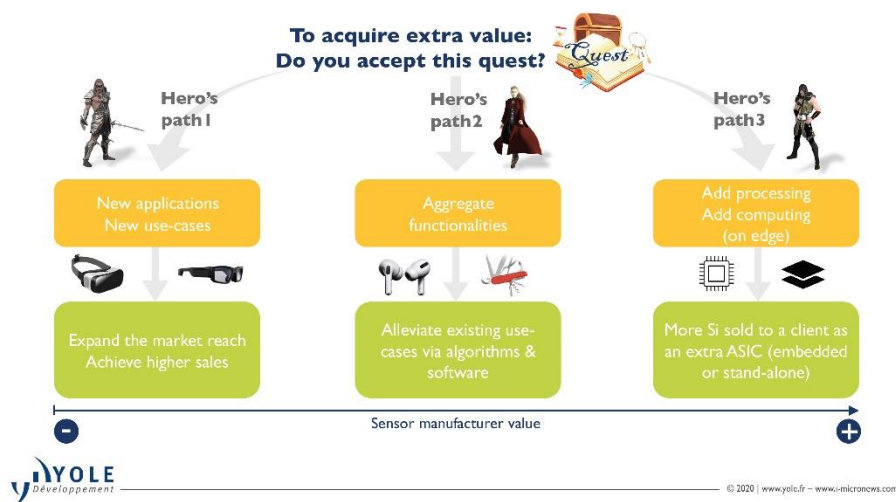 To acquire extra value:
Do you accept this quest?
Quest
Hero's
path1
Hero's
path2
Hero's
path3
New applications
New use-cases
Aggregate
functionalities
Add processing
Add computing
(on edge)
Expand the market reach
Achieve higher sales
Alleviate existing use-
cases via algorithms &
software
More Si sold to a client as
an extra ASIC (embedded
or stand-alone)
-
Sensor manufacturer value
+
YOLE
Développement
© 2020 | www.yole.fr – www.i-micronews.com